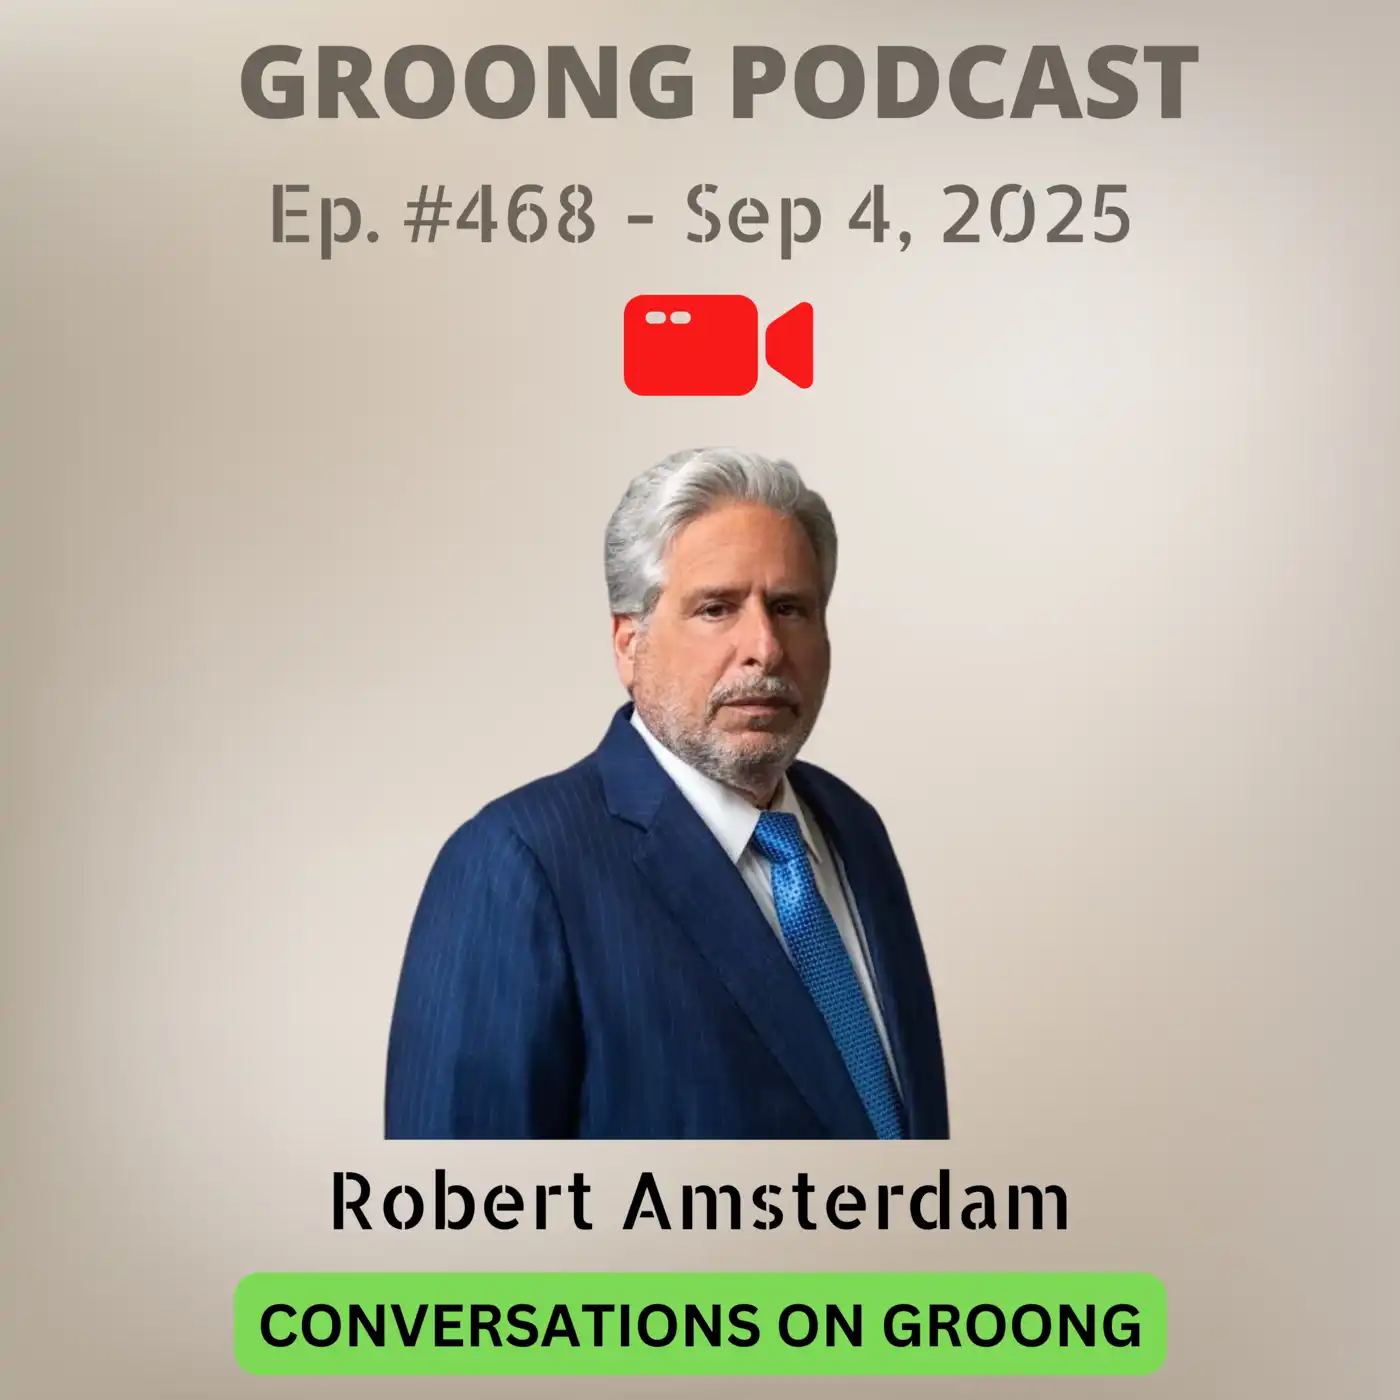 GROONG PODCAST
Ep. #468 - Sep 4, 2025
Robert Amsterdam
CONVERSATIONS ON GROONG